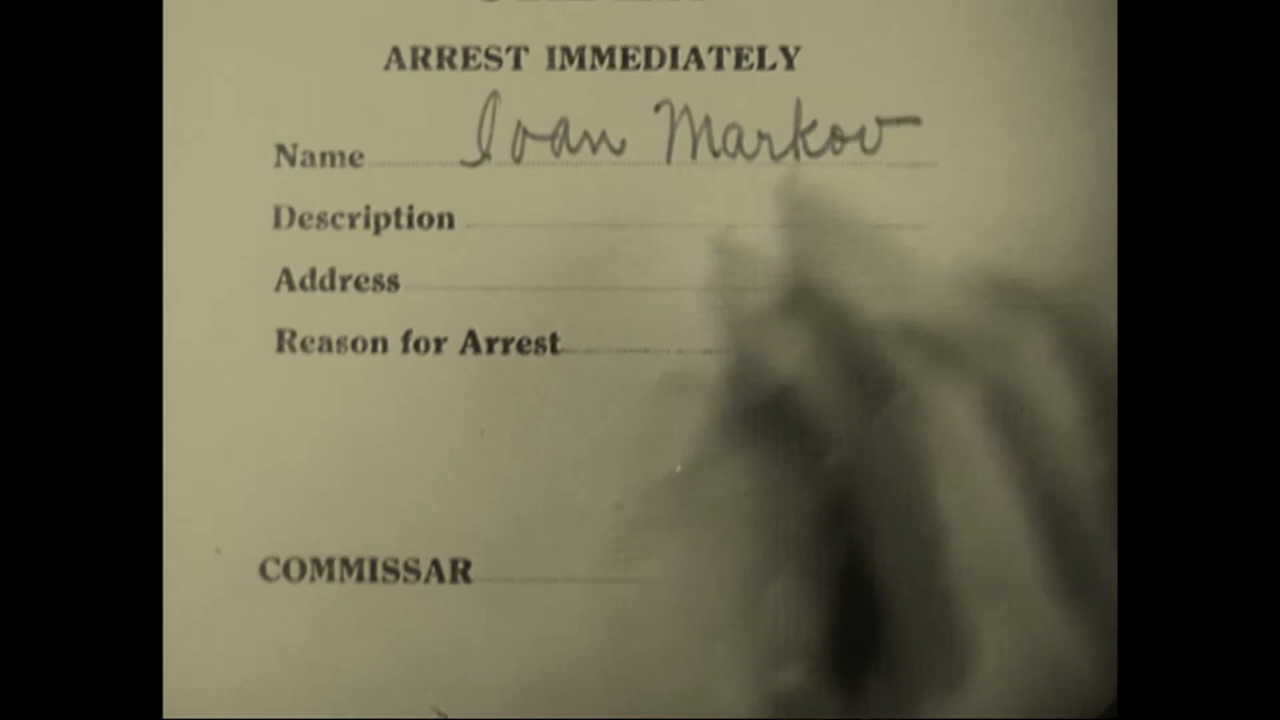 ARREST IMMEDIATELY
Name Ivan Markov
Description
Address
Reason for Arrest
COMMISSAR